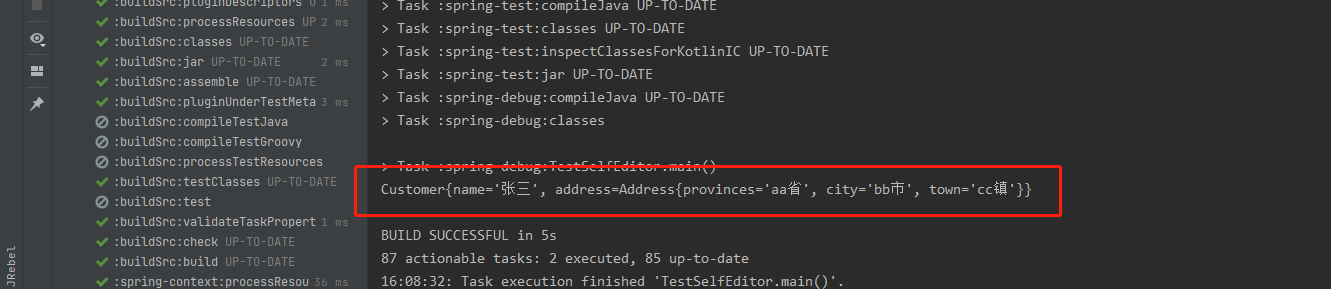 :buildSrc:pluginDescriptors 1 ms
:buildSrc:processResources UP 2 ms
:buildSrc:classes UP-TO-DATE
:buildSrc:jar UP-TO-DATE 2 ms
:buildSrc:assemble UP-TO-DATE
:buildSrc:pluginUnderTestMeta 3 ms
:buildSrc:compileTestJava
:buildSrc:compileTestGroovy
:buildSrc:processTestResources
:buildSrc:testClasses UP-TO-DATE
:buildSrc:test
:buildSrc:validateTaskPropert 1 ms
:buildSrc:check UP-TO-DATE
:buildSrc:build UP-TO-DATE
:spring-context:processResou 36 ms
JRebel
> Task :spring-test:compileJava UP-TO-DATE
> Task :spring-test:classes UP-TO-DATE
> Task :spring-test:inspectClassesForKotlinIC UP-TO-DATE
> Task :spring-test:jar UP-TO-DATE
> Task :spring-debug:compileJava UP-TO-DATE
> Task :spring-debug:classes
> Task :spring-debug:TestSelfEditor.main()
Customer{name='张三', address=Address{provinces='aa省', city='bb市', town='cc镇'}}
BUILD SUCCESSFUL in 5s
87 actionable tasks: 2 executed, 85 up-to-date
16:08:32: Task execution finished 'TestSelfEditor.main()'.